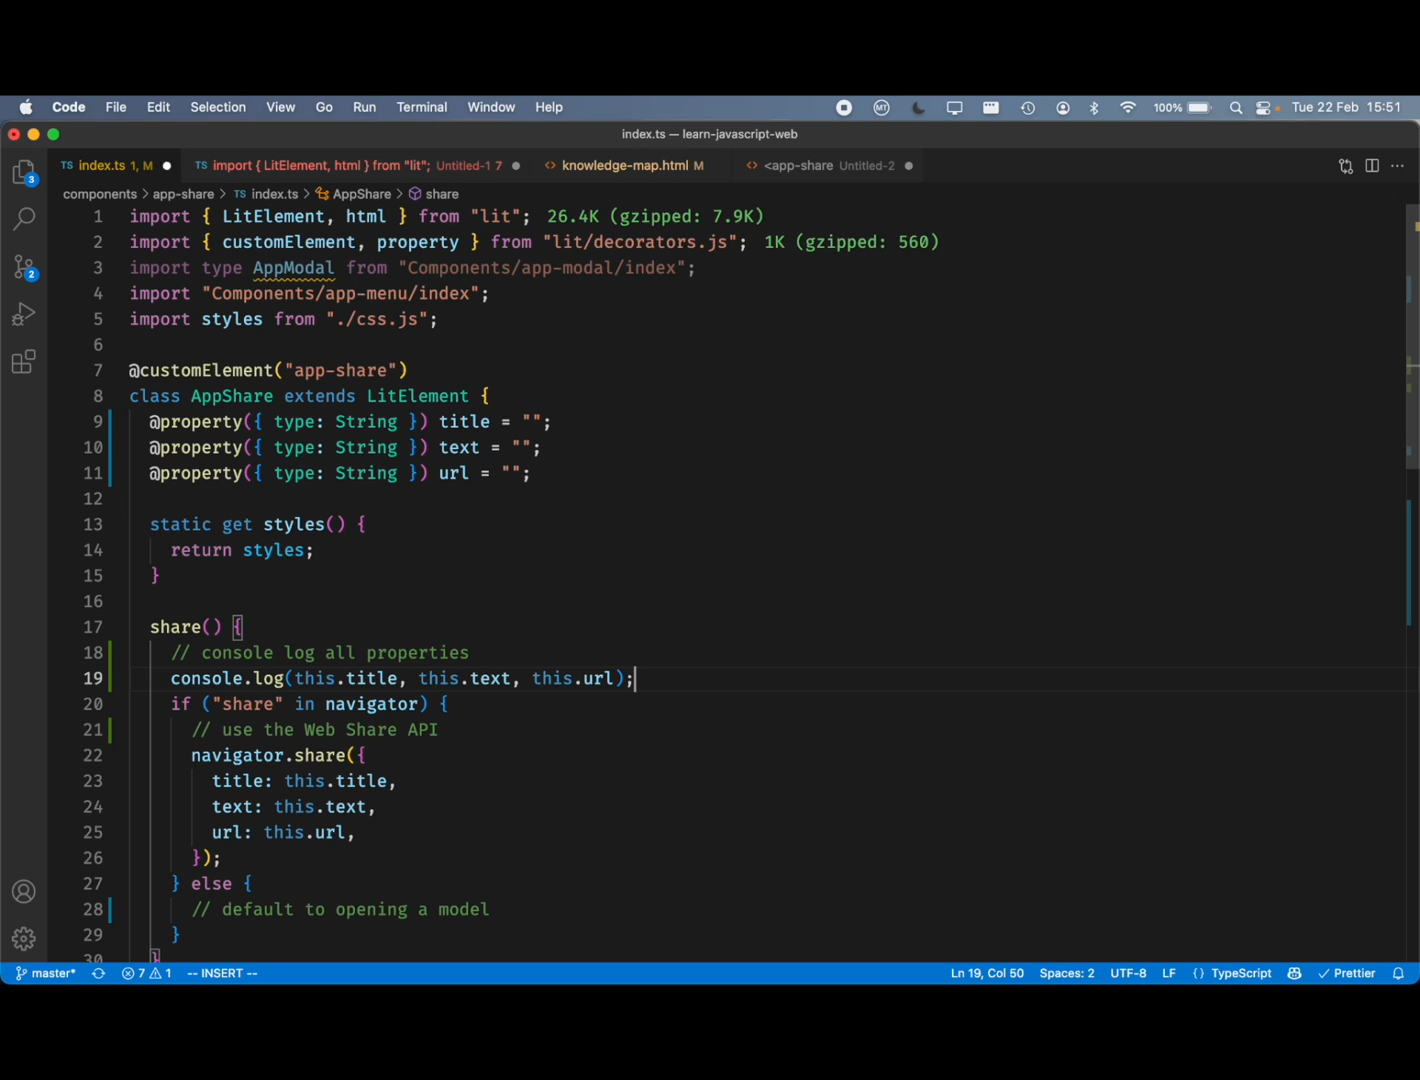 Code File Edit Selection View Go Run Terminal Window Help MT 100% Tue 22 Feb 15:51
index.ts — learn-javascript-web
TS index.ts 1, M TS import { LitElement, html } from "lit"; Untitled-1 7 <> knowledge-map.html M <> <app-share Untitled-2
components > app-share > TS index.ts > AppShare > share
1 import { LitElement, html } from "lit"; 26.4K (gzipped: 7.9K)
2 import { customElement, property } from "lit/decorators.js"; 1K (gzipped: 560)
3 import type AppModal from "Components/app-modal/index";
4 import "Components/app-menu/index";
5 import styles from "./css.js";
6
7 @customElement("app-share")
8 class AppShare extends LitElement {
9 @property({ type: String }) title = "";
10 @property({ type: String }) text = "";
11 @property({ type: String }) url = "";
12
13 static get styles() {
14 return styles;
15 }
16
17 share() {
18 // console log all properties
19 console.log(this.title, this.text, this.url);
20 if ("share" in navigator) {
21 // use the Web Share API
22 navigator.share({
23 title: this.title,
24 text: this.text,
25 url: this.url,
26 });
27 } else {
28 // default to opening a model
29 }
30 }
3
2
master* 7 1 -- INSERT -- Ln 19, Col 50 Spaces: 2 UTF-8 LF {} TypeScript Prettier